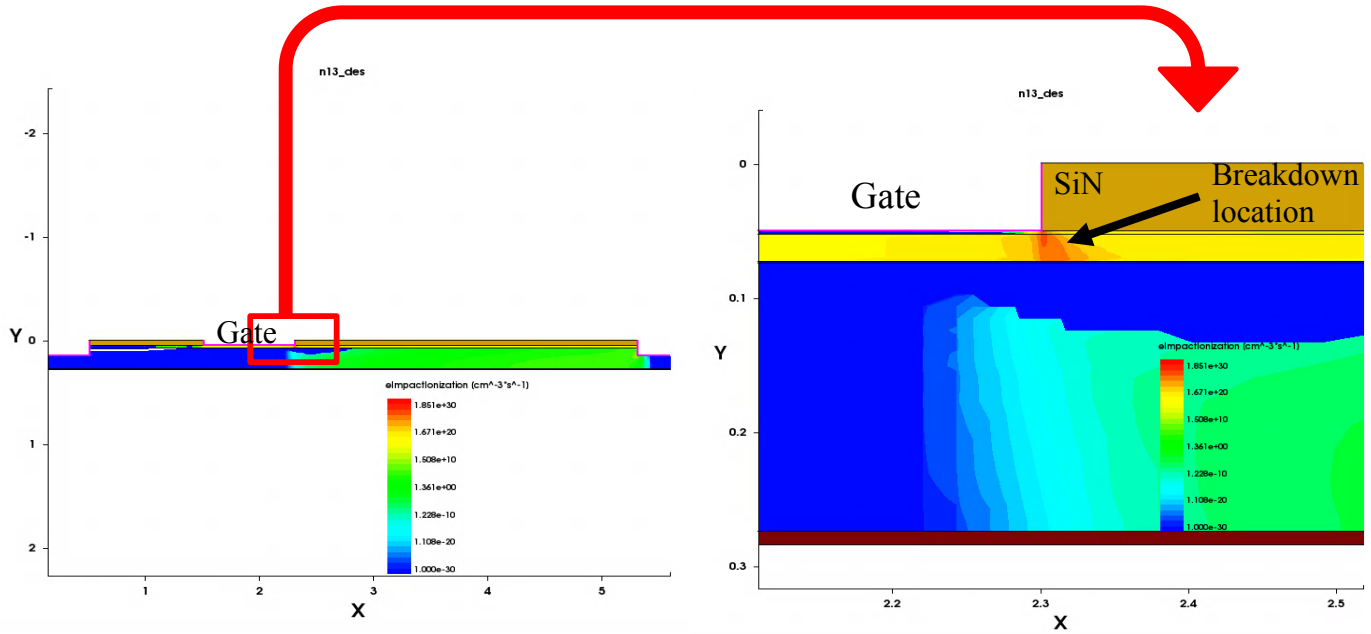 n13_des
-2
-1
Y 0
1
2
Gate
eImpactIonization (cm^-3*s^-1)
1.851e+30
1.671e+20
1.508e+10
1.361e+00
1.228e-10
1.108e-20
1.000e-30
1 2 3 4 5
X
n13_des
0
0.1
Y
0.2
0.3
Gate
SiN
Breakdown
location
eImpactIonization (cm^-3*s^-1)
1.851e+30
1.671e+20
1.508e+10
1.361e+00
1.228e-10
1.108e-20
1.000e-30
2.2 2.3 2.4 2.5
X